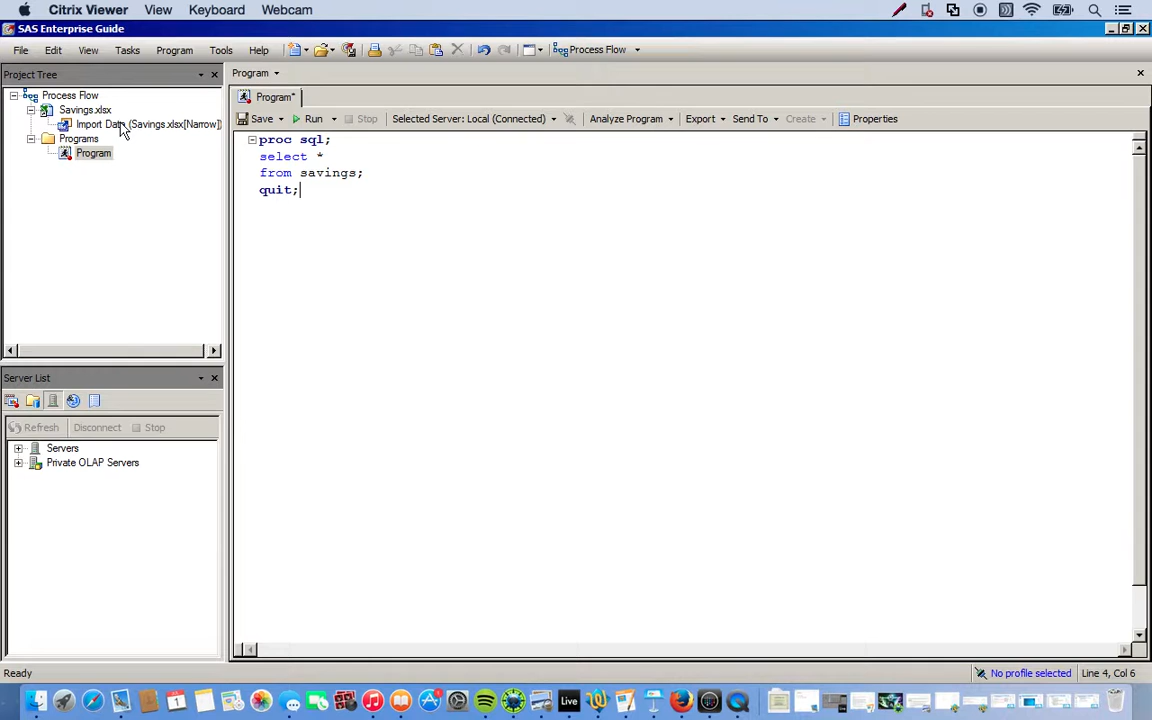 Citrix Viewer View Keyboard Webcam
SAS Enterprise Guide
File Edit View Tasks Program Tools Help Process Flow
Project Tree
Process Flow
Savings.xlsx
Import Data (Savings.xlsx[Narrow])
Programs
Program
Program
Program*
Save Run Stop Selected Server: Local (Connected) Analyze Program Export Send To Create Properties
proc sql;
select *
from savings;
quit;
Server List
Refresh Disconnect Stop
Servers
Private OLAP Servers
Ready No profile selected Line 4, Col 6
Live